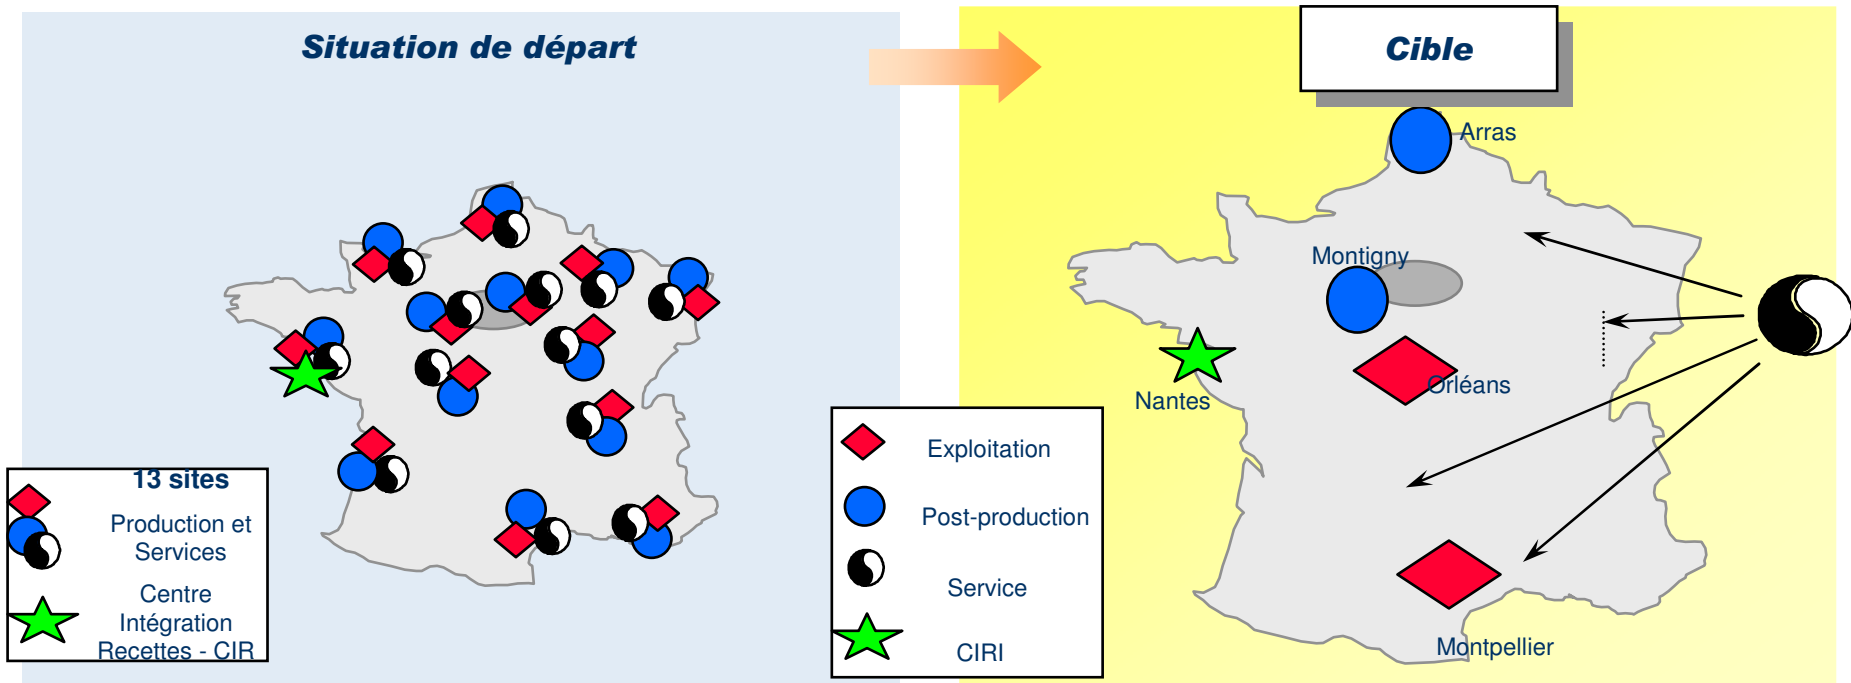 Situation de départ
Cible
Arras
Montigny
Orléans
Nantes
Montpellier
13 sites
Production et
Services
Centre
Intégration
Recettes - CIR
Exploitation
Post-production
Service
CIRI